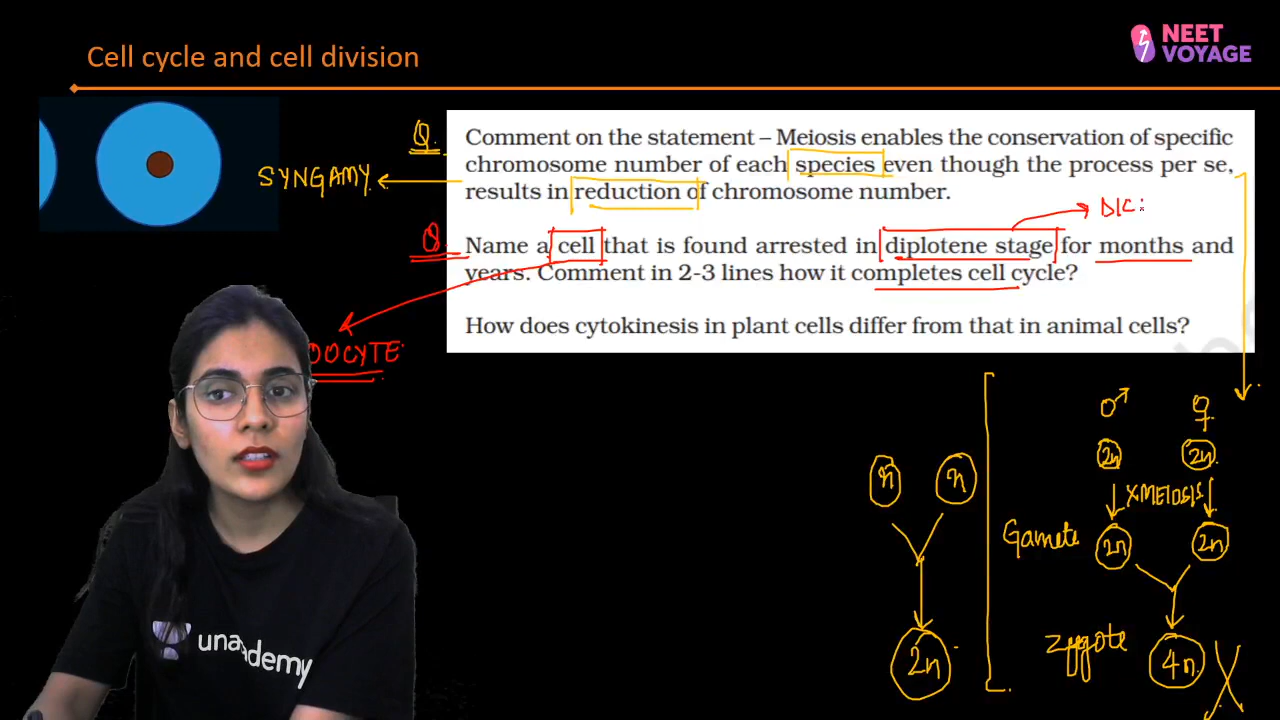 Cell cycle and cell division
NEET
VOYAGE
Q.
Comment on the statement – Meiosis enables the conservation of specific
chromosome number of each species even though the process per se,
results in reduction of chromosome number.
SYNGAMY
DIC:
Q.
Name a cell that is found arrested in diplotene stage for months and
years. Comment in 2-3 lines how it completes cell cycle?
How does cytokinesis in plant cells differ from that in animal cells?
OOCYTE
♂ ♀
2n 2n
n n
X MEIOSIS
Gamete 2n 2n
Zygote 4n
2n
unacademy